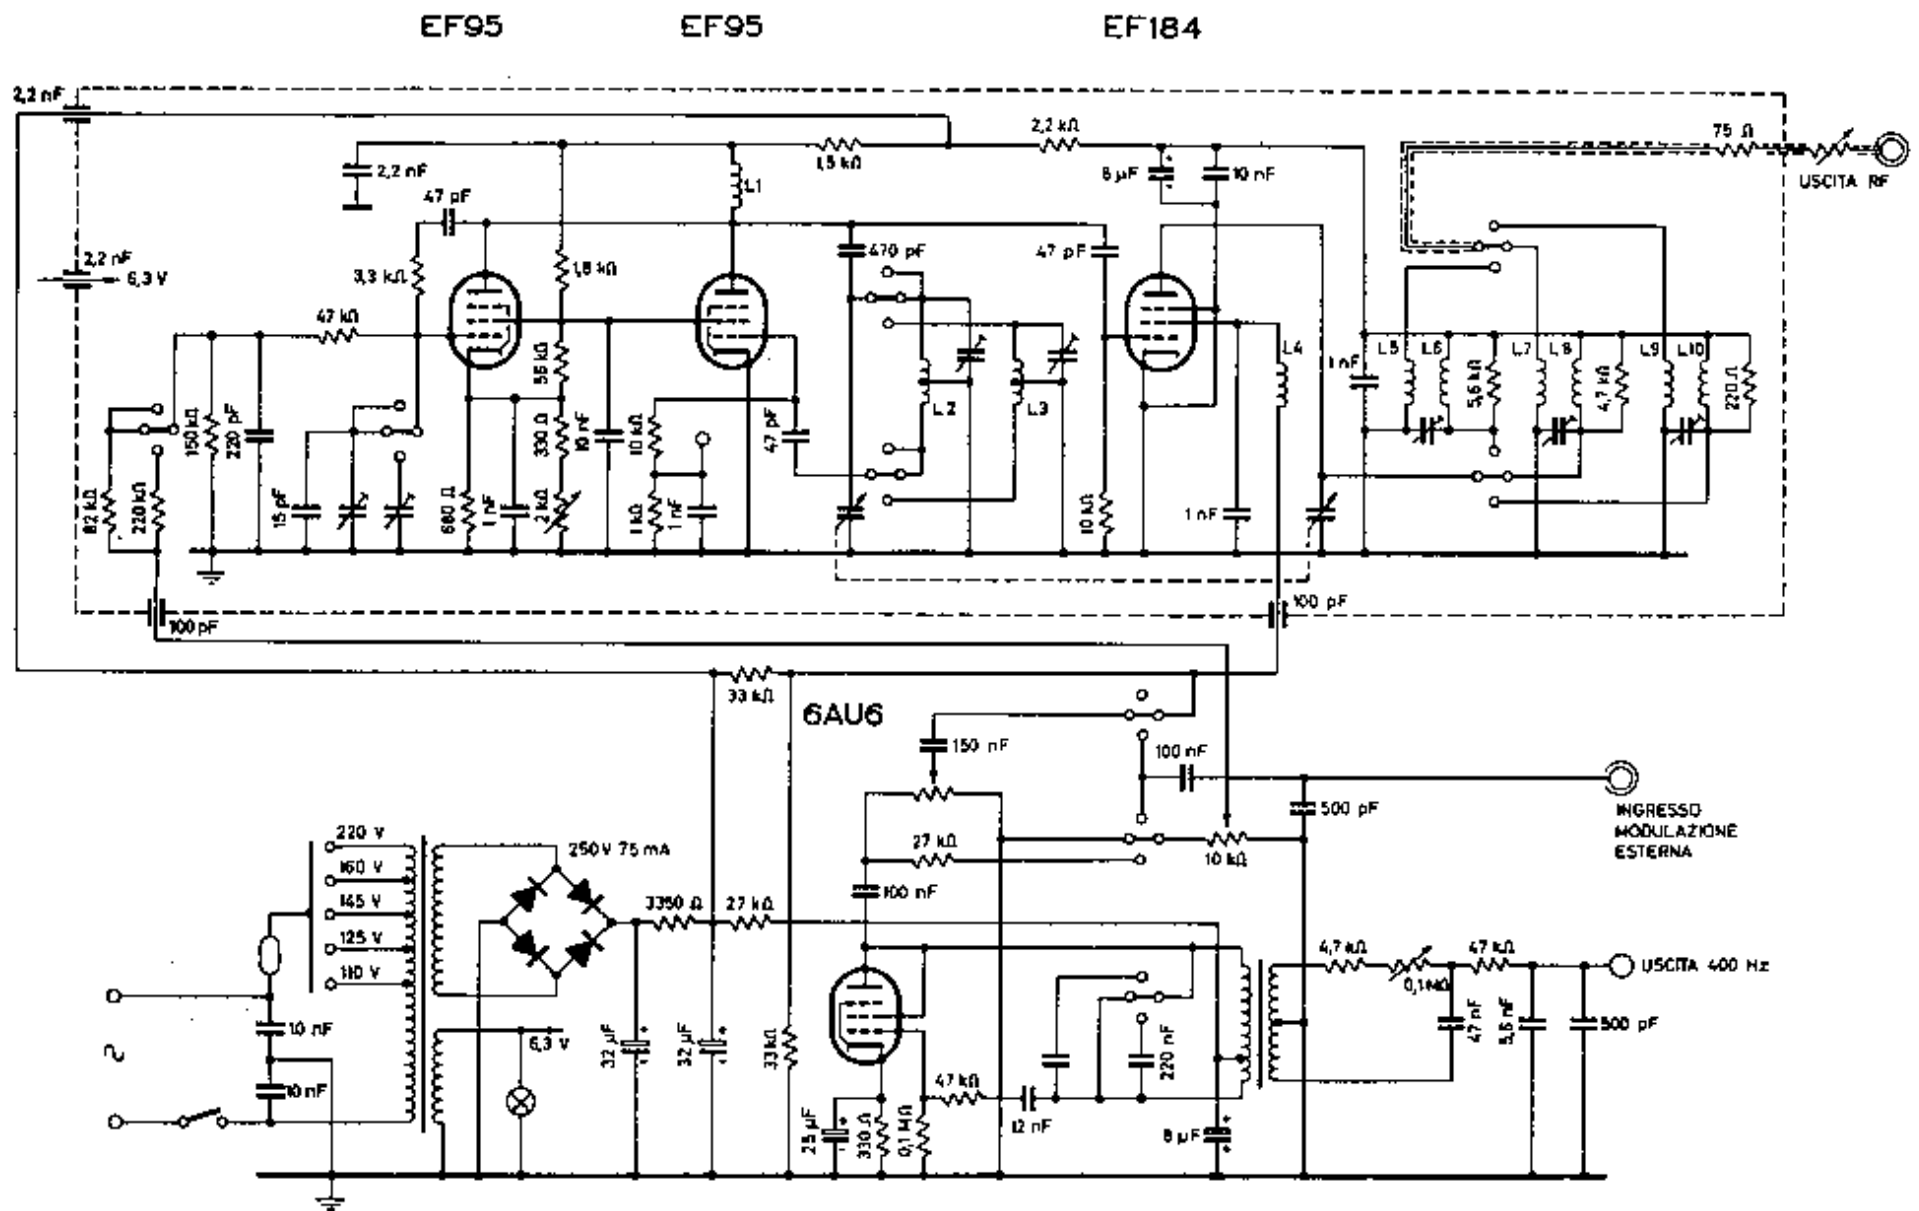 EF95 EF95 EF184
2,2 nF
2,2 kΩ
75 Ω
1,5 kΩ
2,2 nF
L1
8 µF
10 nF
USCITA RF
47 pF
2,2 nF
6,3 V
3,3 kΩ
1,8 kΩ
470 pF
47 pF
47 kΩ
L4
56 kΩ
1 nF
L5 L6 L7 L8 L9 L10
5,6 kΩ
4,7 kΩ
220 Ω
L2 L3
150 kΩ
220 pF
330 Ω
10 nF
10 kΩ
47 pF
82 kΩ
220 kΩ
15 pF
680 Ω
1 nF
2 kΩ
1 kΩ
1 nF
10 kΩ
1 nF
100 pF
100 pF
33 kΩ
6AU6
150 nF
100 nF
500 pF
INGRESSO
MODULAZIONE
ESTERNA
220 V
160 V
145 V
125 V
110 V
250 V 75 mA
27 kΩ
10 kΩ
100 nF
3350 Ω
27 kΩ
4,7 kΩ
0,1 MΩ
47 kΩ
USCITA 400 Hz
10 nF
10 nF
6,3 V
32 µF
32 µF
33 kΩ
220 nF
47 nF
5,6 nF
500 pF
47 kΩ
12 nF
25 µF
330 Ω
0,1 MΩ
8 µF